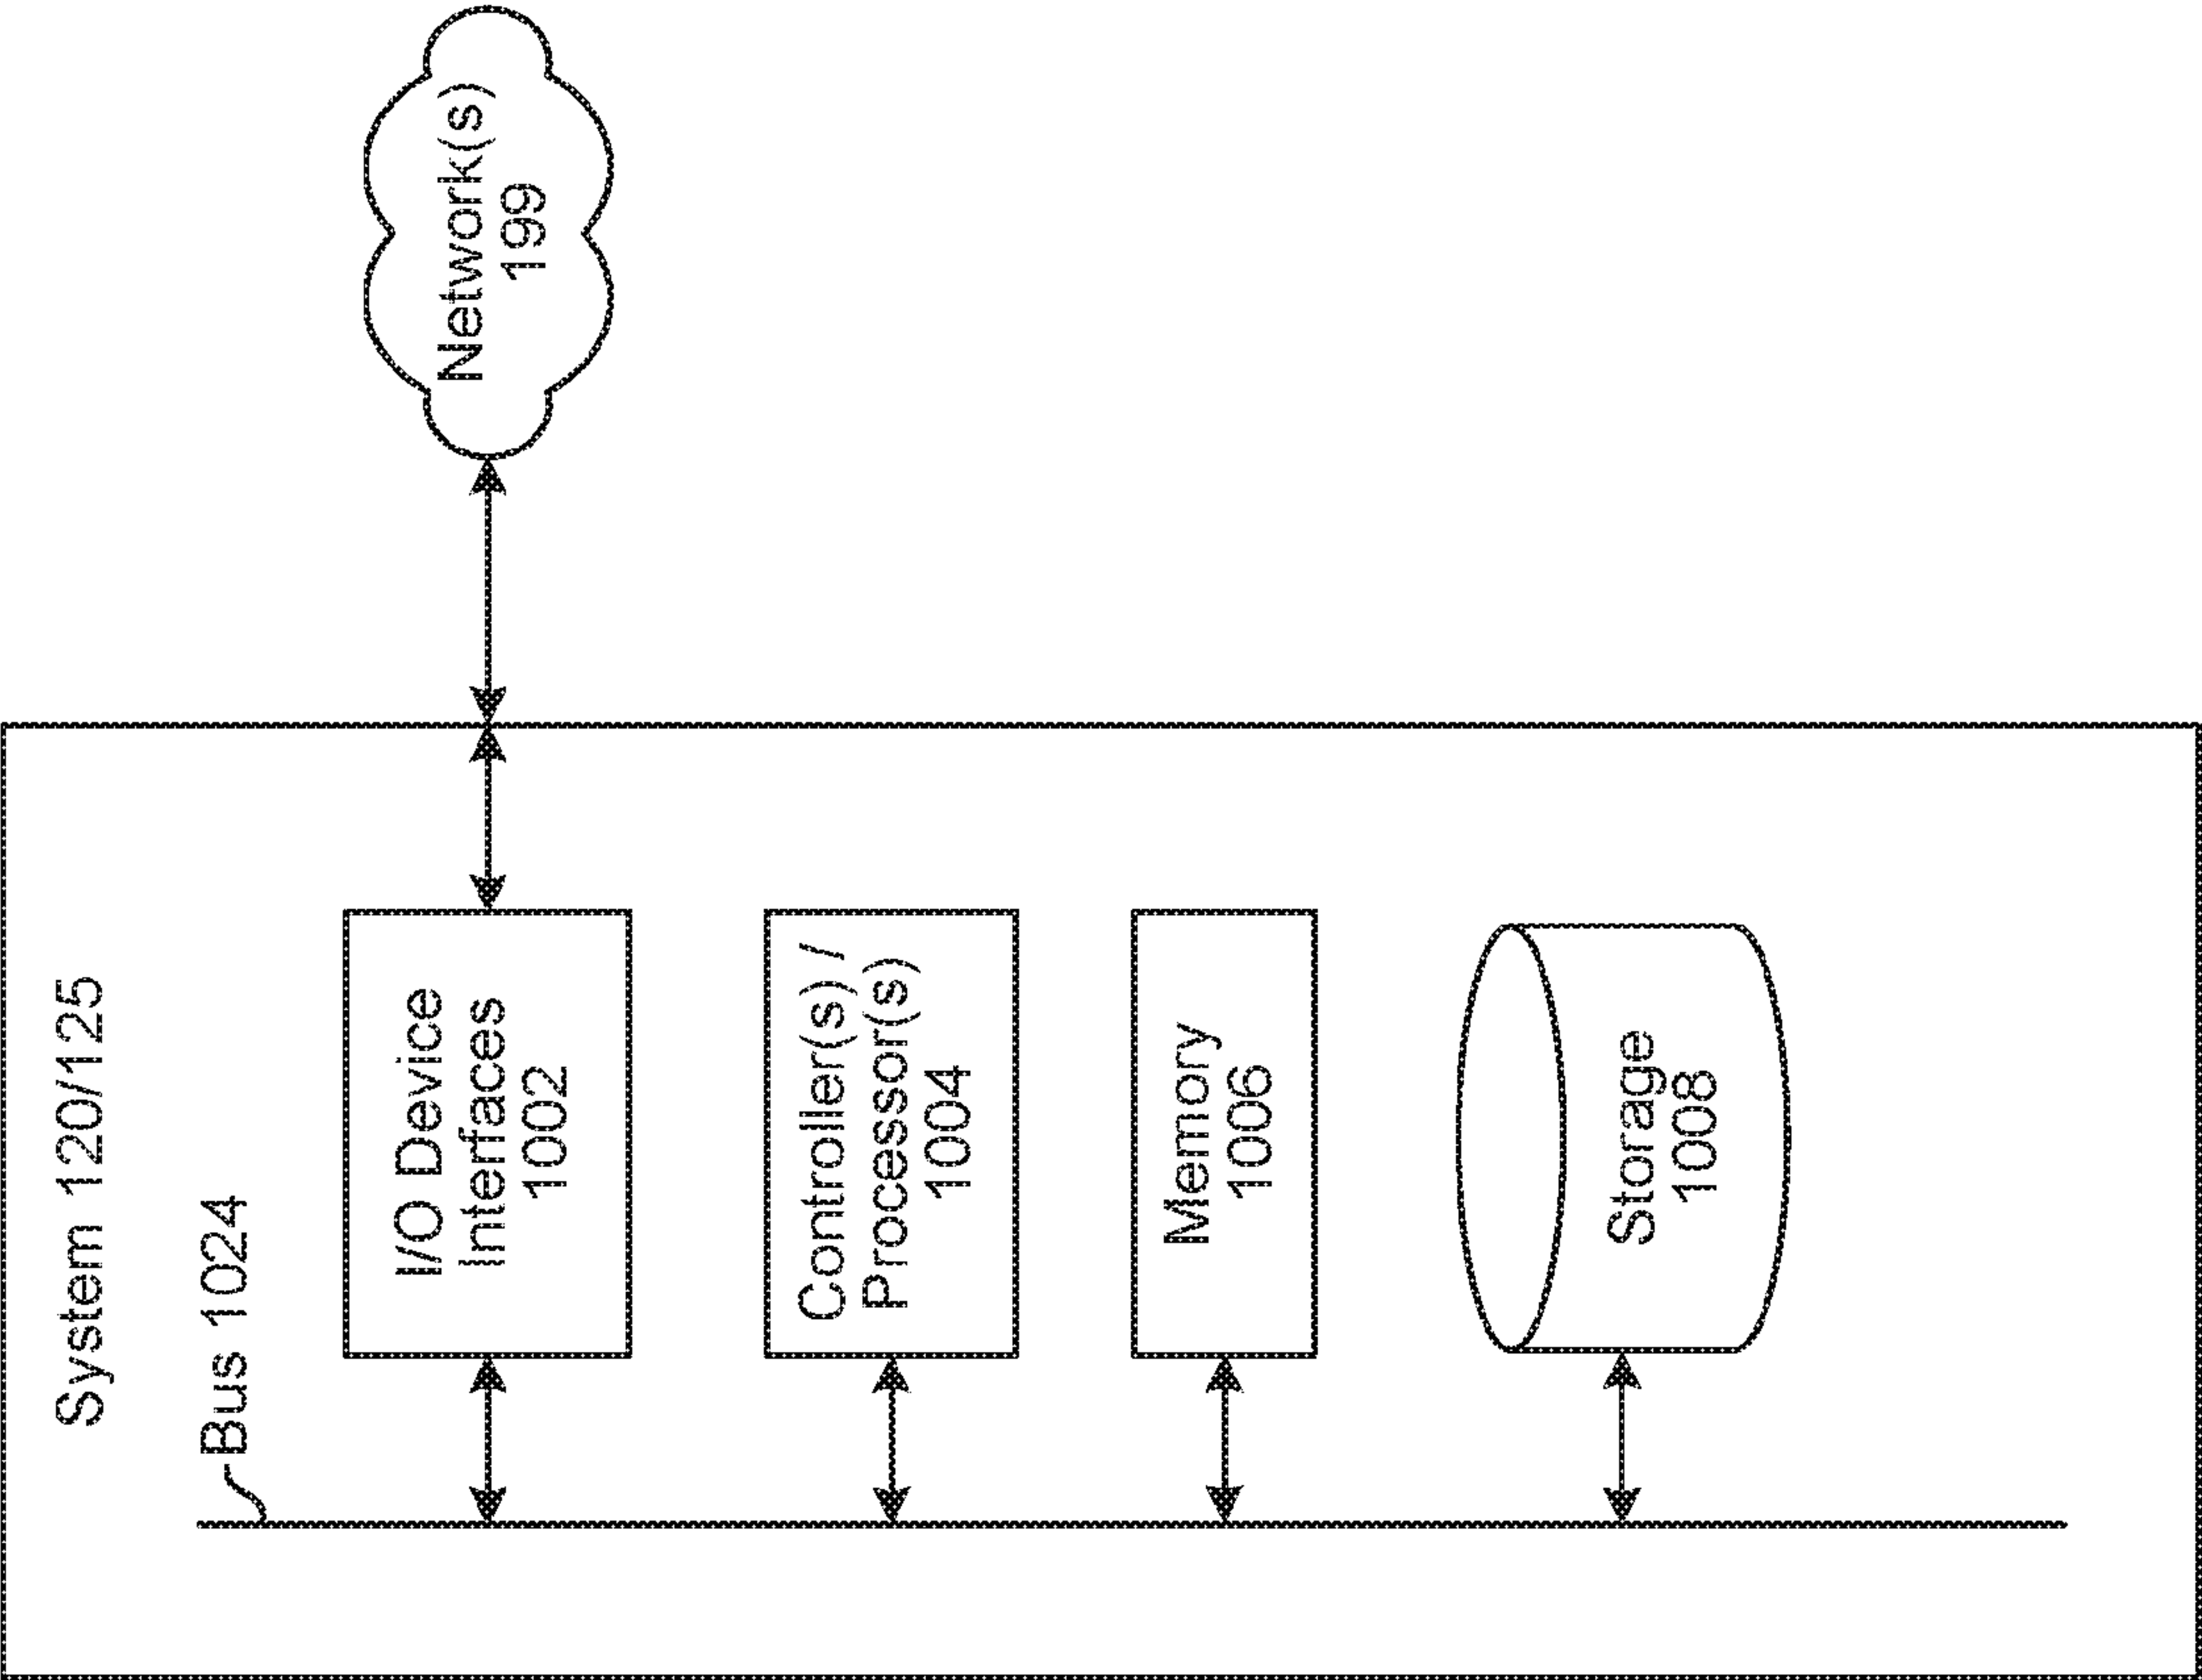 System 120/125
Bus 1024
I/O Device
Interfaces
1002
Controller(s) /
Processor(s)
1004
Memory
1006
Storage
1008
Network(s)
199